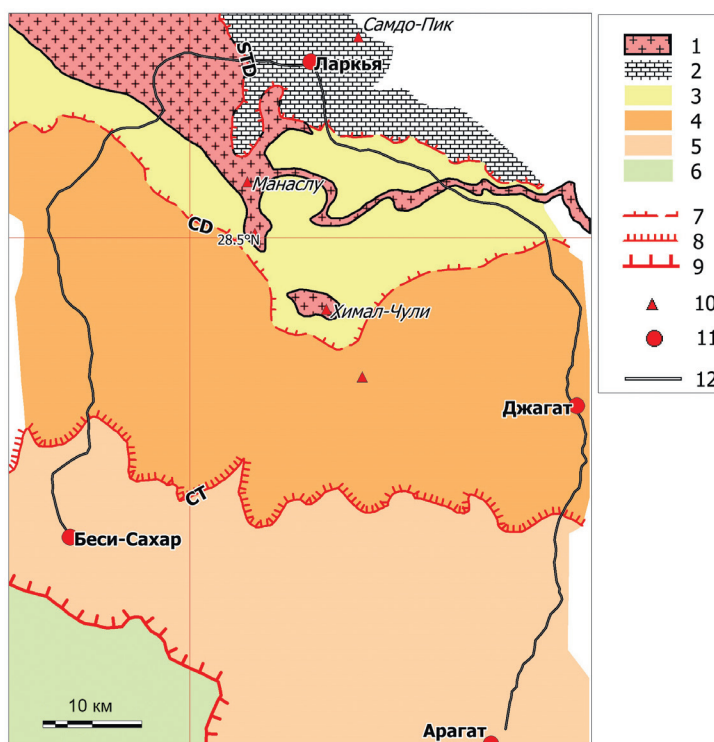 Самдо-Пик
STD
Ларкья
Манаслу
CD
28.5°N
Химал-Чули
Джагат
CT
Беси-Сахар
10 км
Арагат
1
2
3
4
5
6
7
8
9
10
11
12